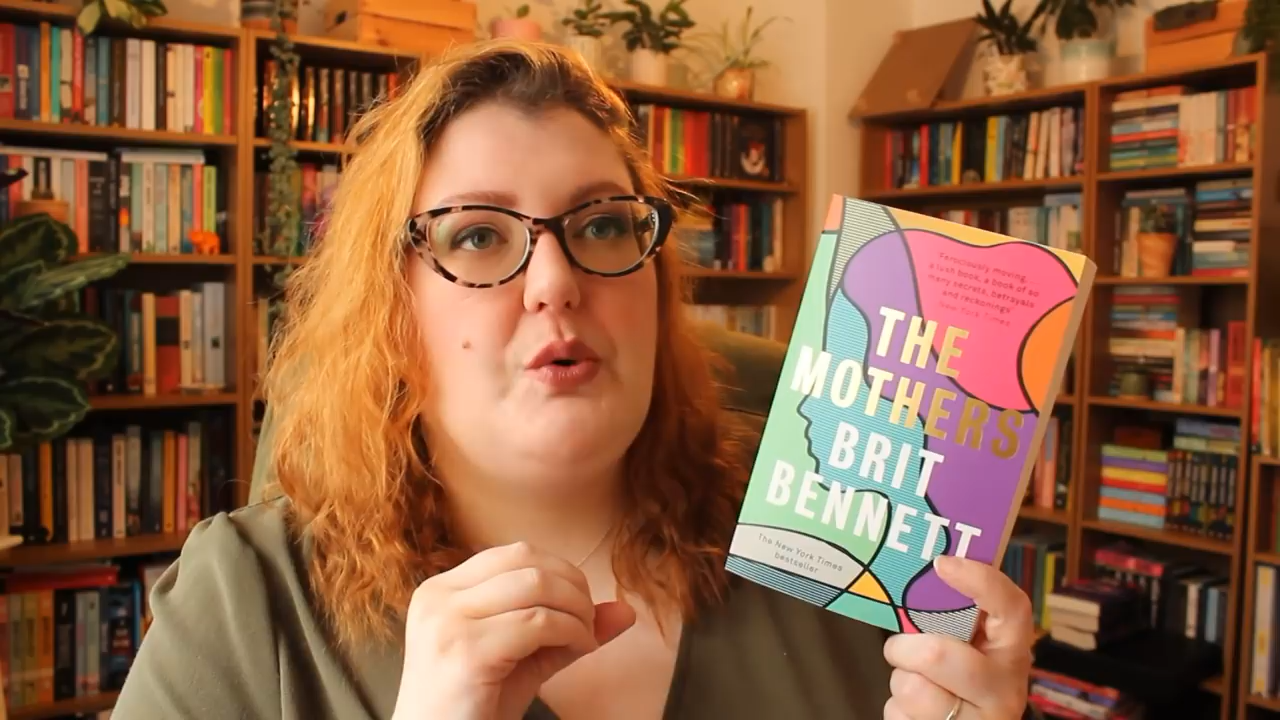 'Ferociously moving...
a lush book, a book of so
many secrets, betrayals
and reckonings'
New York Times
THE
MOTHERS
BRIT
BENNETT
The New York Times
bestseller